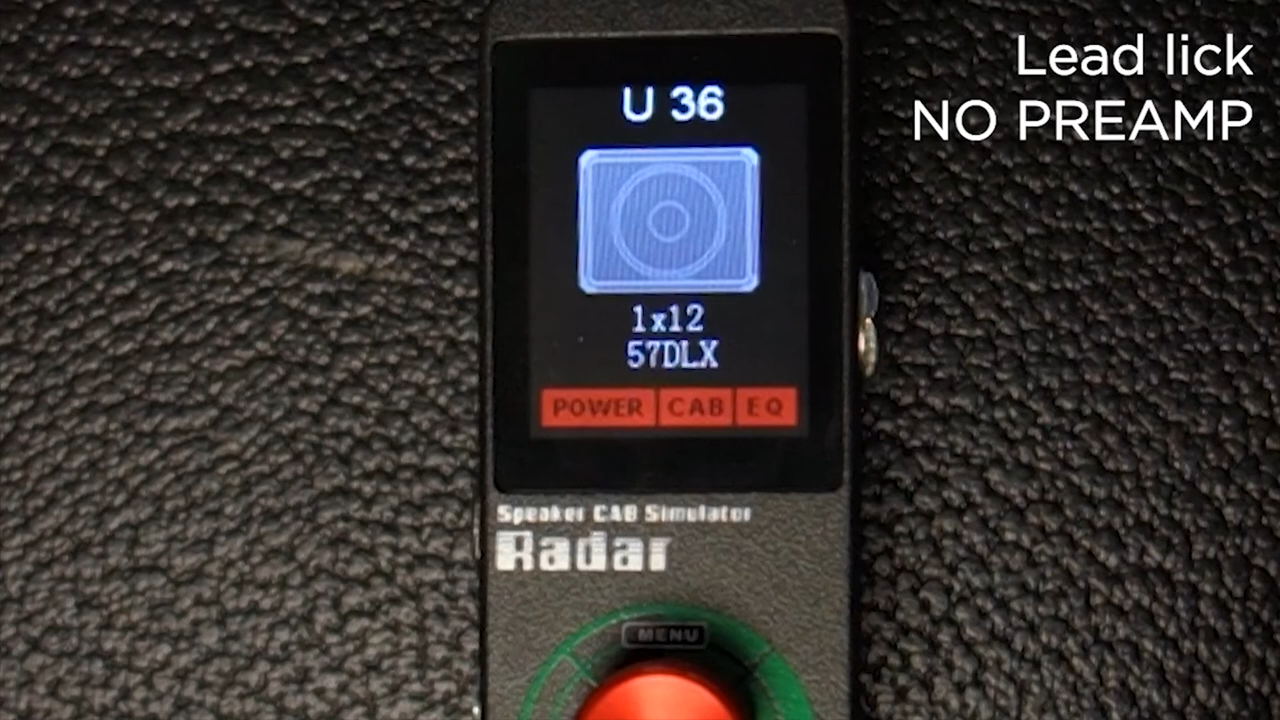 Lead lick
NO PREAMP
U 36
1x12
57DLX
POWER CAB EQ
Speaker CAB Simulator
Radar
MENU